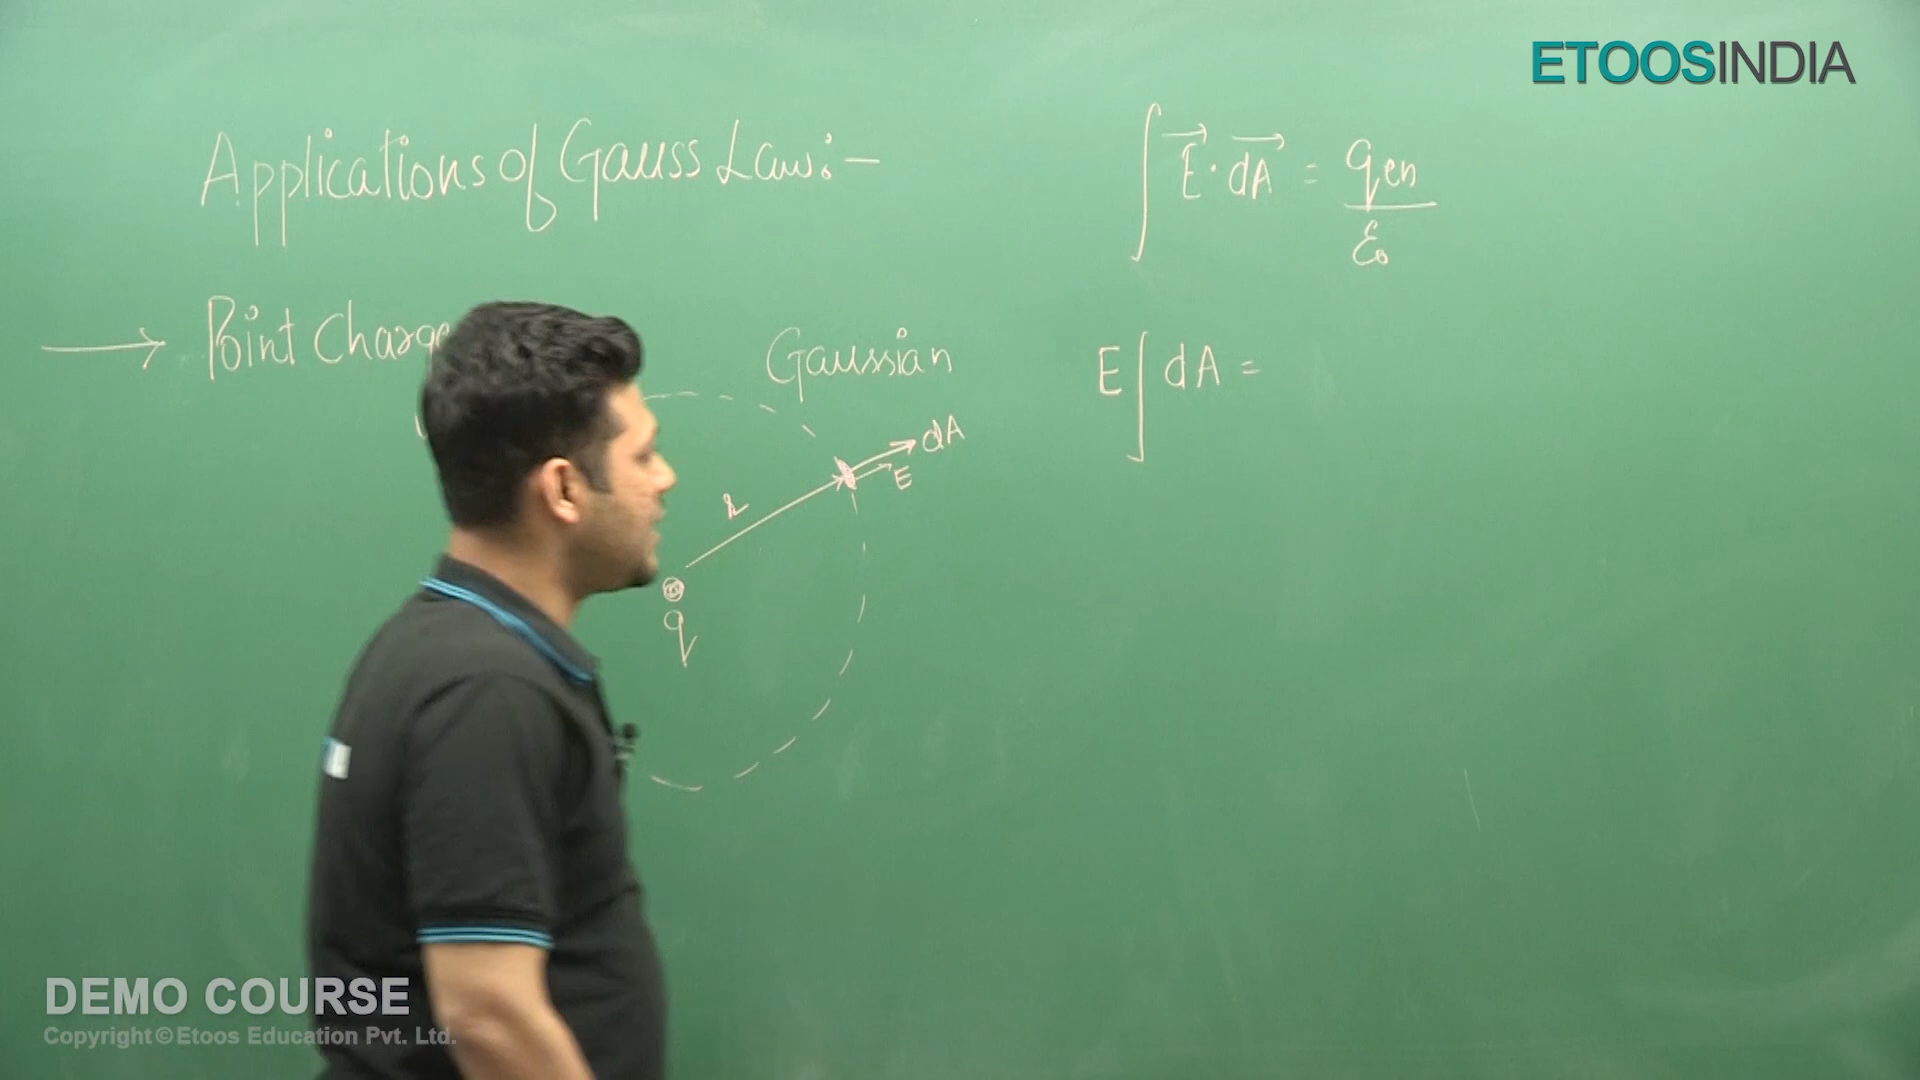 ETOOSINDIA
Applications of Gauss Law:-
∫ E⃗ · dA⃗ = qen / ε₀
→ Point Charge
Gaussian
E ∫ dA =
dA
E
r
q
DEMO COURSE
Copyright © Etoos Education Pvt. Ltd.